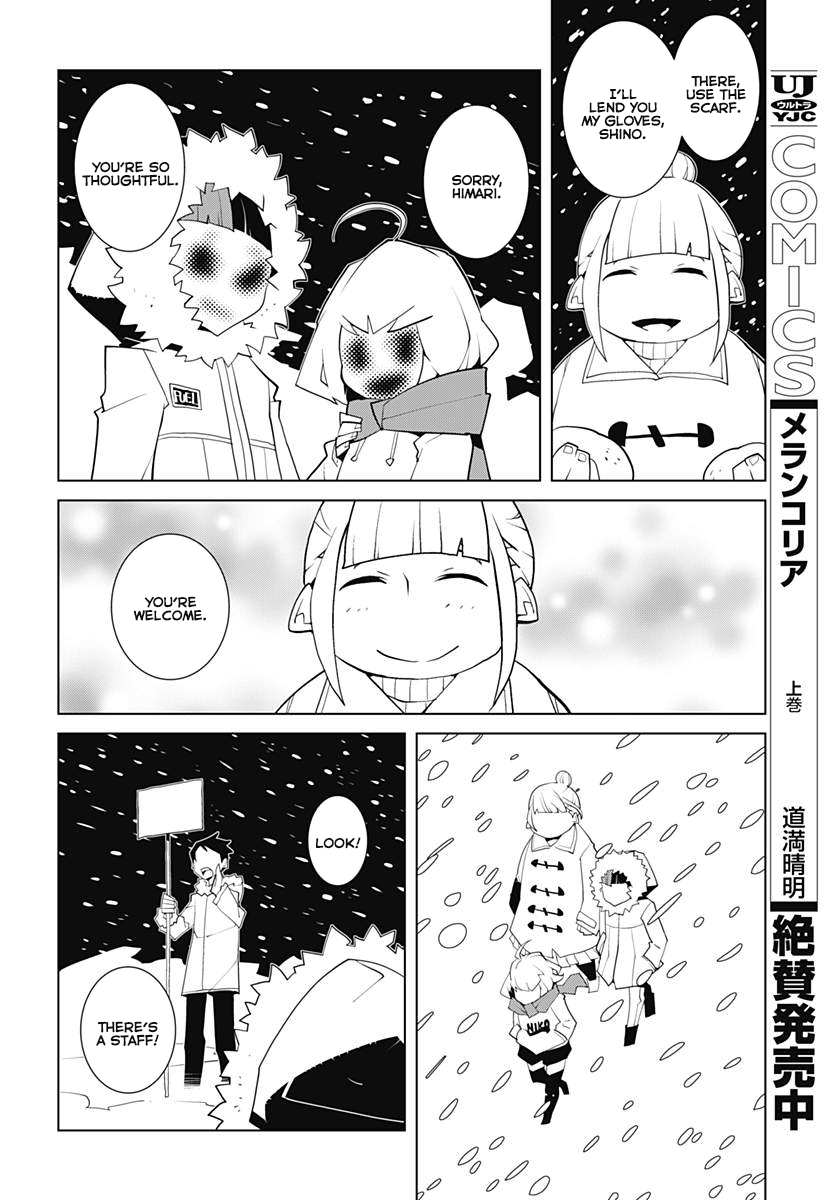 THERE,
USE THE
SCARF.
I'LL
LEND YOU
MY GLOVES,
SHINO.
SORRY,
HIMARI.
YOU'RE SO
THOUGHTFUL.
FUEL
YOU'RE
WELCOME.
NIKO
LOOK!
THERE'S
A STAFF!
UJ
ウルトラ
YJC
COMICS
メランコリア
上巻
道満晴明
絶賛発売中